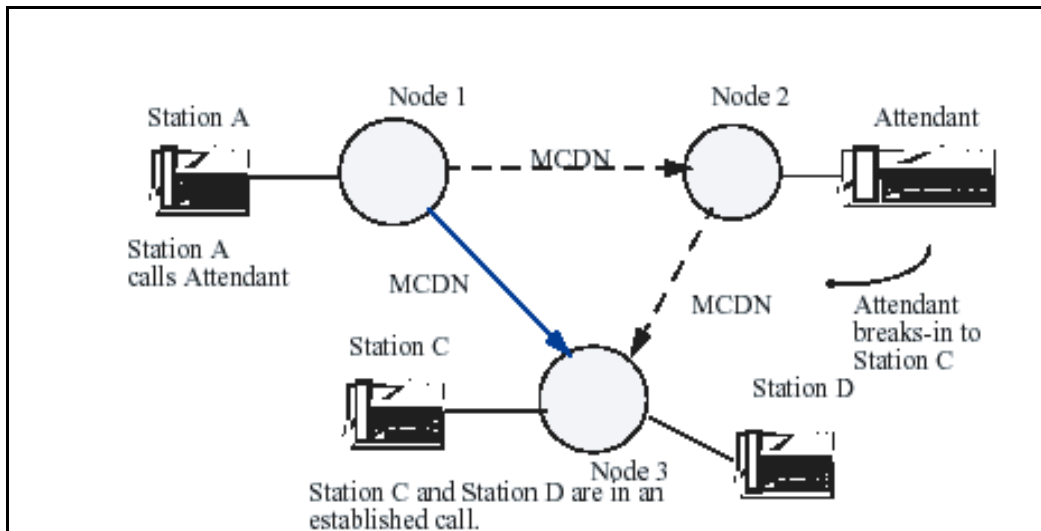 Node 1
Node 2
Station A
Attendant
MCDN
Station A
calls Attendant
MCDN
MCDN
Attendant
breaks-in to
Station C
Station C
Station D
Node 3
Station C and Station D are in an
established call.